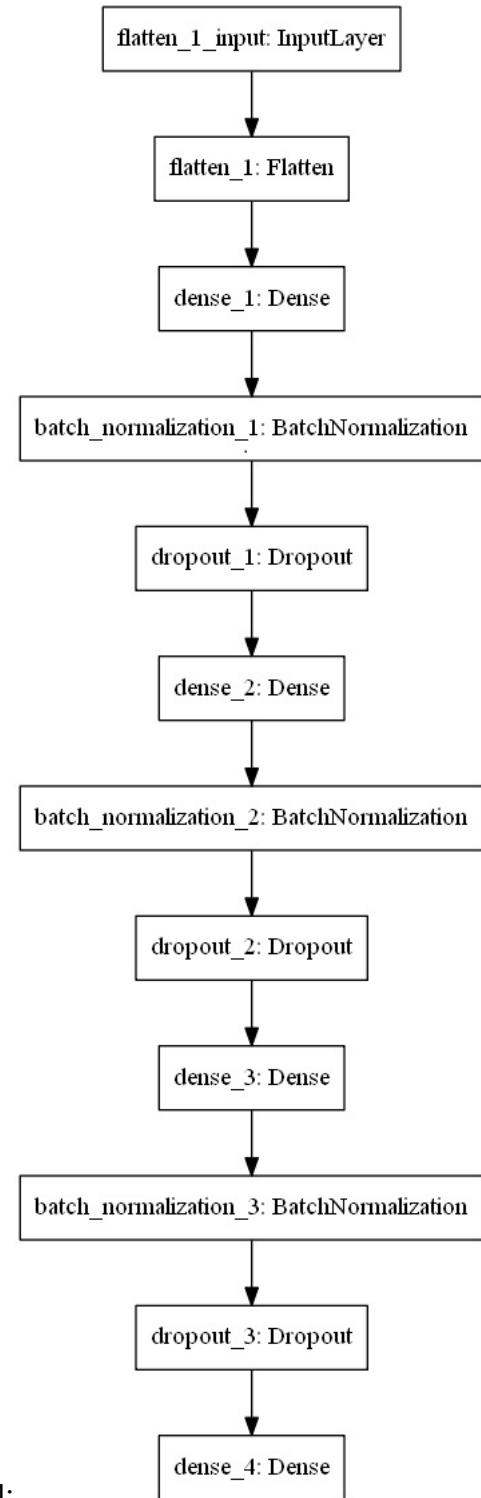 flatten_1_input: InputLayer
flatten_1: Flatten
dense_1: Dense
batch_normalization_1: BatchNormalization
dropout_1: Dropout
dense_2: Dense
batch_normalization_2: BatchNormalization
dropout_2: Dropout
dense_3: Dense
batch_normalization_3: BatchNormalization
dropout_3: Dropout
dense_4: Dense